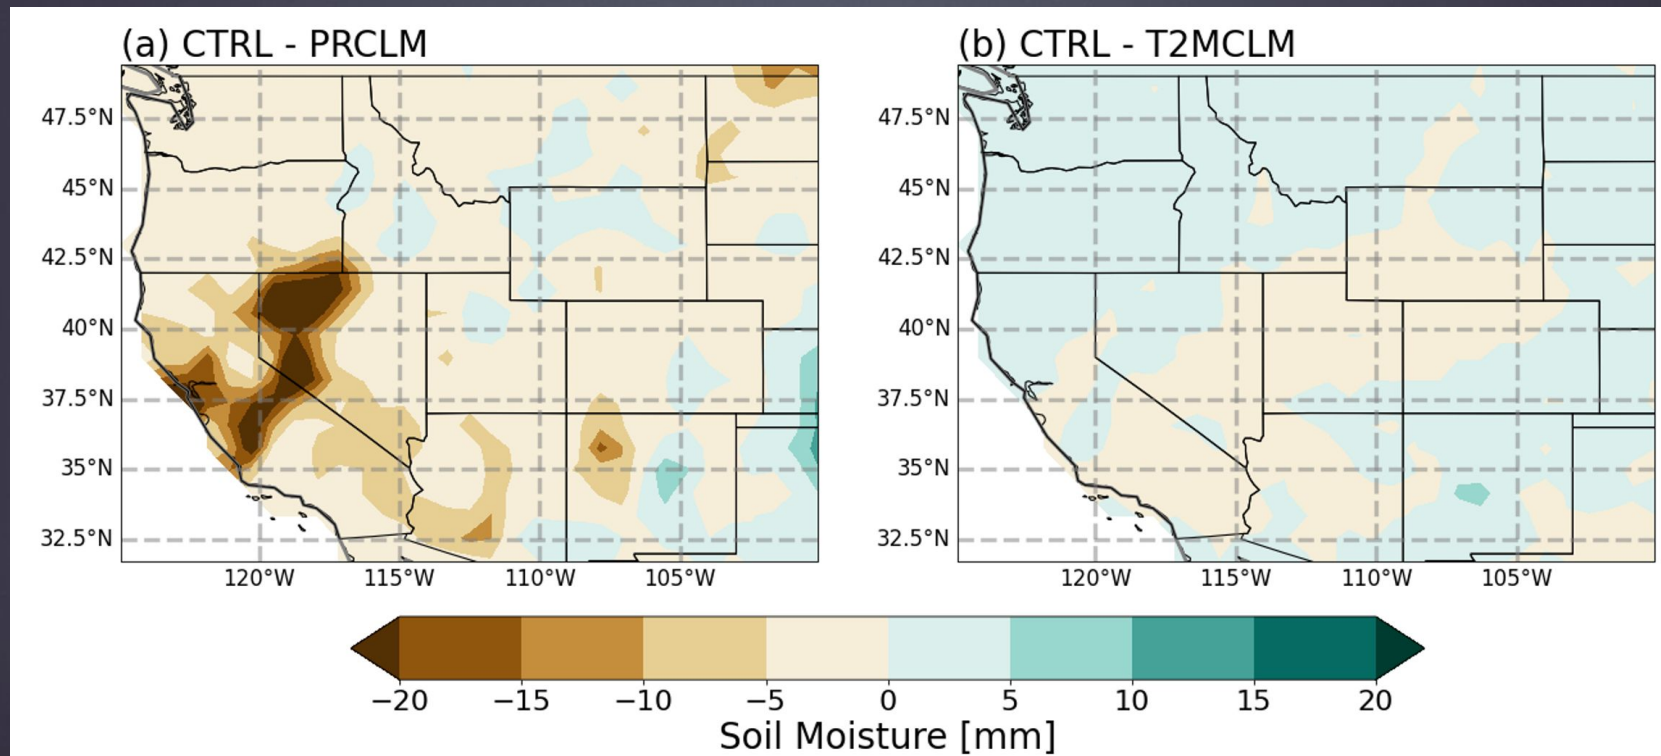 (a) CTRL - PRCLM
(b) CTRL - T2MCLM
47.5°N
45°N
42.5°N
40°N
37.5°N
35°N
32.5°N
120°W 115°W 110°W 105°W
47.5°N
45°N
42.5°N
40°N
37.5°N
35°N
32.5°N
120°W 115°W 110°W 105°W
−20 −15 −10 −5 0 5 10 15 20
Soil Moisture [mm]